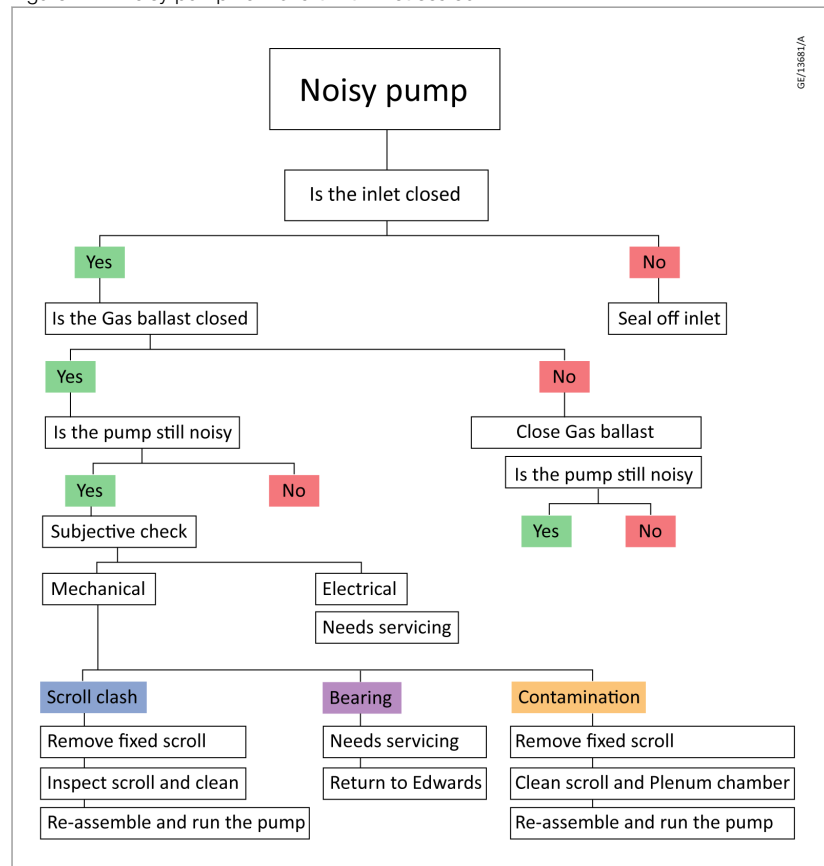 GE/13681/A
Noisy pump
Is the inlet closed
Yes
No
Is the Gas ballast closed
Seal off inlet
Yes
No
Is the pump still noisy
Close Gas ballast
Is the pump still noisy
Yes
No
Yes
No
Subjective check
Mechanical
Electrical
Needs servicing
Scroll clash
Bearing
Contamination
Remove fixed scroll
Needs servicing
Remove fixed scroll
Inspect scroll and clean
Return to Edwards
Clean scroll and Plenum chamber
Re-assemble and run the pump
Re-assemble and run the pump